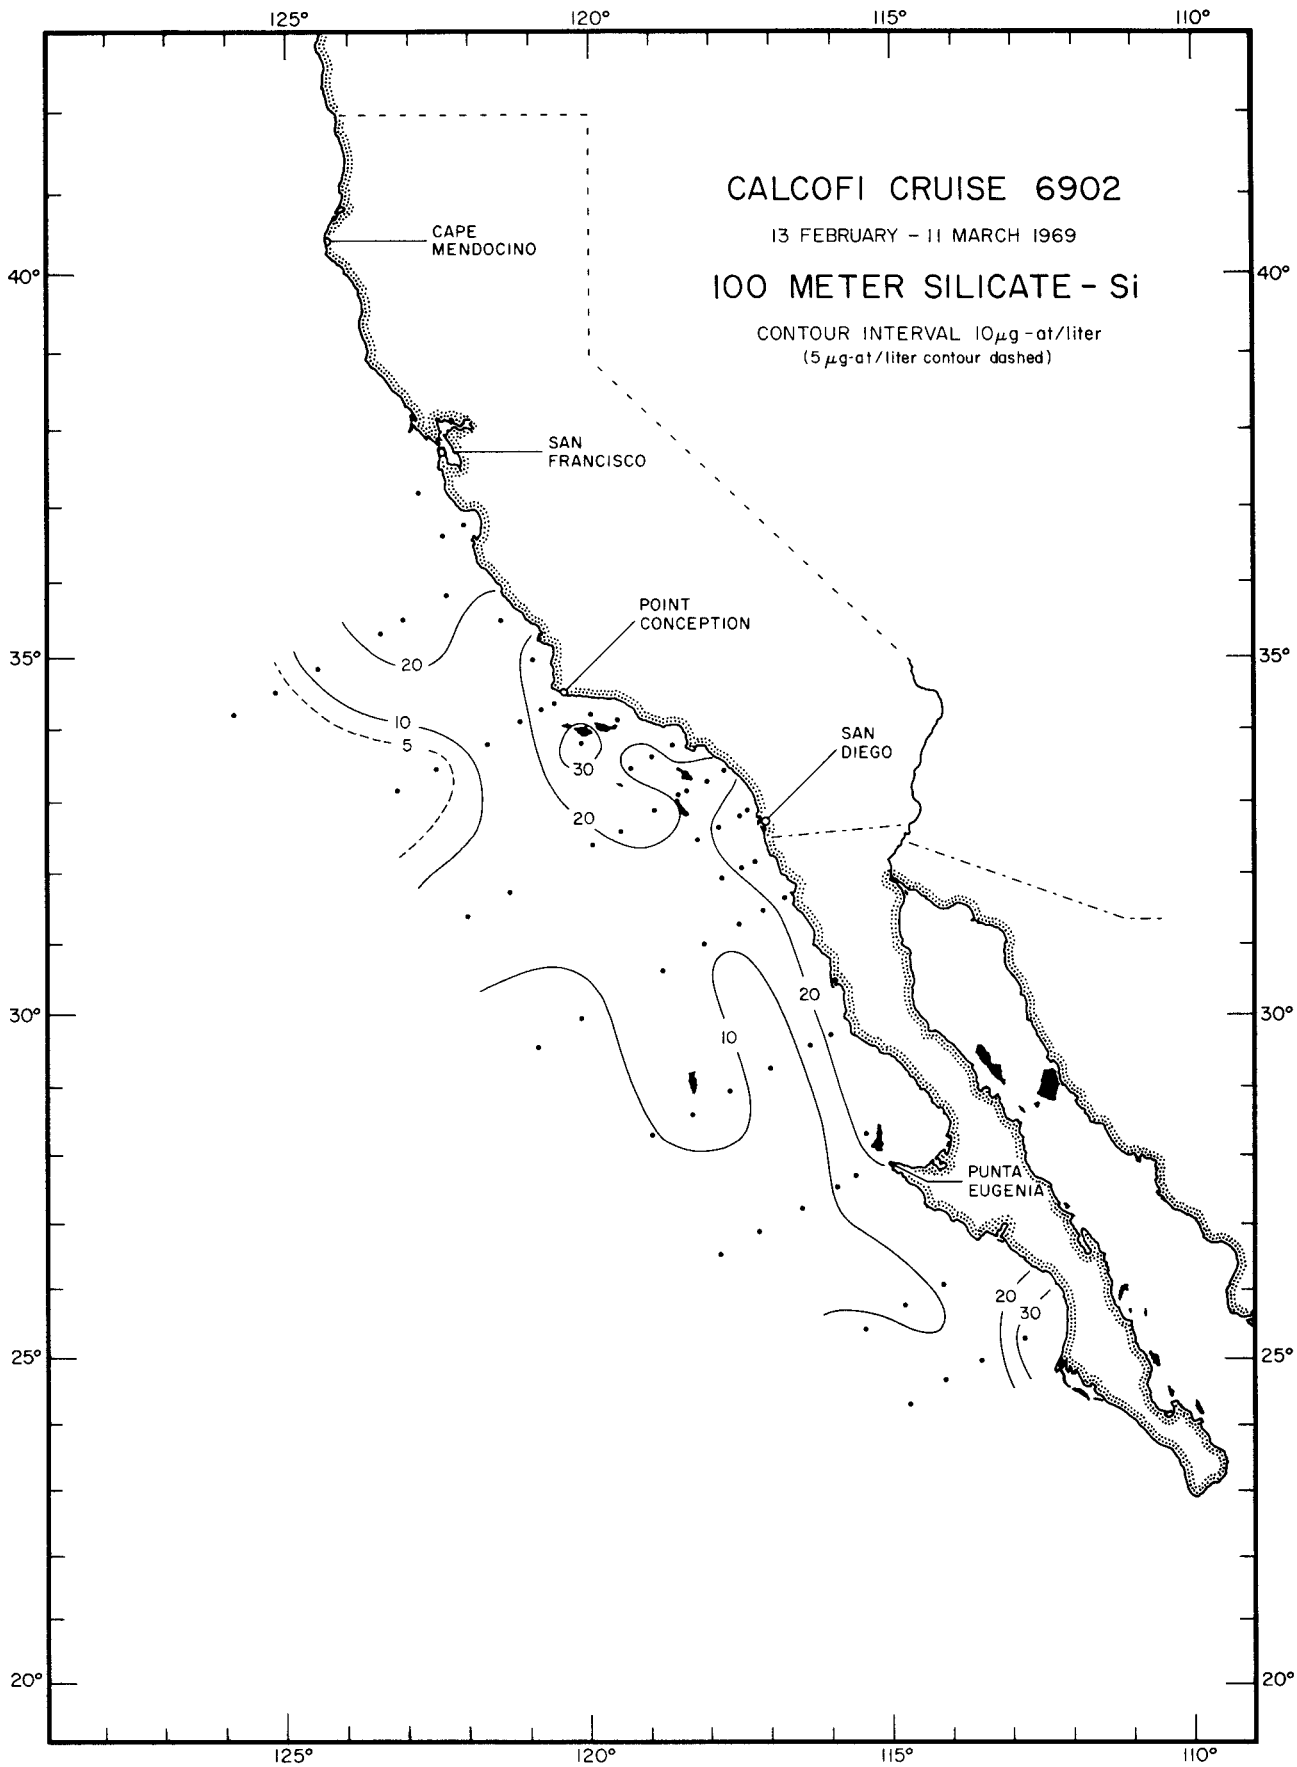 125° 120° 115° 110°
CALCOFI CRUISE 6902
13 FEBRUARY - 11 MARCH 1969
100 METER SILICATE - Si
CONTOUR INTERVAL 10µg-at/liter
(5 µg-at/liter contour dashed)
CAPE
MENDOCINO
40° 40°
SAN
FRANCISCO
POINT
CONCEPTION
35° 35°
20
10
5
SAN
DIEGO
30
20
20
30° 30°
10
PUNTA
EUGENIA
20
30
25° 25°
20° 20°
125° 120° 115° 110°